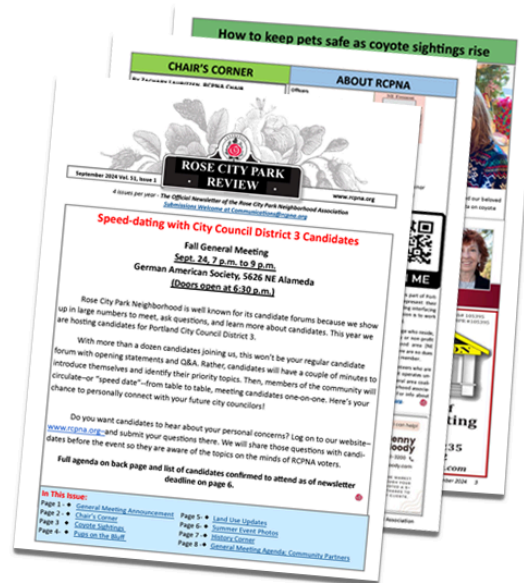 How to keep pets safe as coyote sightings rise
CHAIR'S CORNER
ABOUT RCPNA
By Zachary Lauritzen, RCPNA Chair
Officers
ROSE CITY PARK
REVIEW
September 2024 Vol. 51, Issue 1
www.rcpna.org
4 issues per year - The Official Newsletter of the Rose City Park Neighborhood Association
Submissions Welcome at Communications@rcpna.org
Speed-dating with City Council District 3 Candidates
Fall General Meeting
Sept. 24, 7 p.m. to 9 p.m.
German American Society, 5626 NE Alameda
(Doors open at 6:30 p.m.)
Rose City Park Neighborhood is well known for its candidate forums because we show
up in large numbers to meet, ask questions, and learn more about candidates. This year we
are hosting candidates for Portland City Council District 3.
With more than a dozen candidates joining us, this won't be your regular candidate
forum with opening statements and Q&A. Rather, candidates will have a couple of minutes to
introduce themselves and identify their priority topics. Then, members of the community will
circulate–or "speed date"–from table to table, meeting candidates one-on-one. Here's your
chance to personally connect with your future city councilors!
Do you want candidates to hear about your personal concerns? Log on to our website–
www.rcpna.org–and submit your questions there. We will share those questions with candi-
dates before the event so they are aware of the topics on the minds of RCPNA voters.
Full agenda on back page and list of candidates confirmed to attend as of newsletter
deadline on page 6.
In This Issue:
Page 1 - General Meeting Announcement
Page 2 - Chair's Corner
Page 3 Coyote Sightings
Page 4- Pups on the Bluff
Page 5- Land Use Updates
Page 6- Summer Event Photos
Page 7 - History Corner
Page 8 - General Meeting Agenda; Community Partners